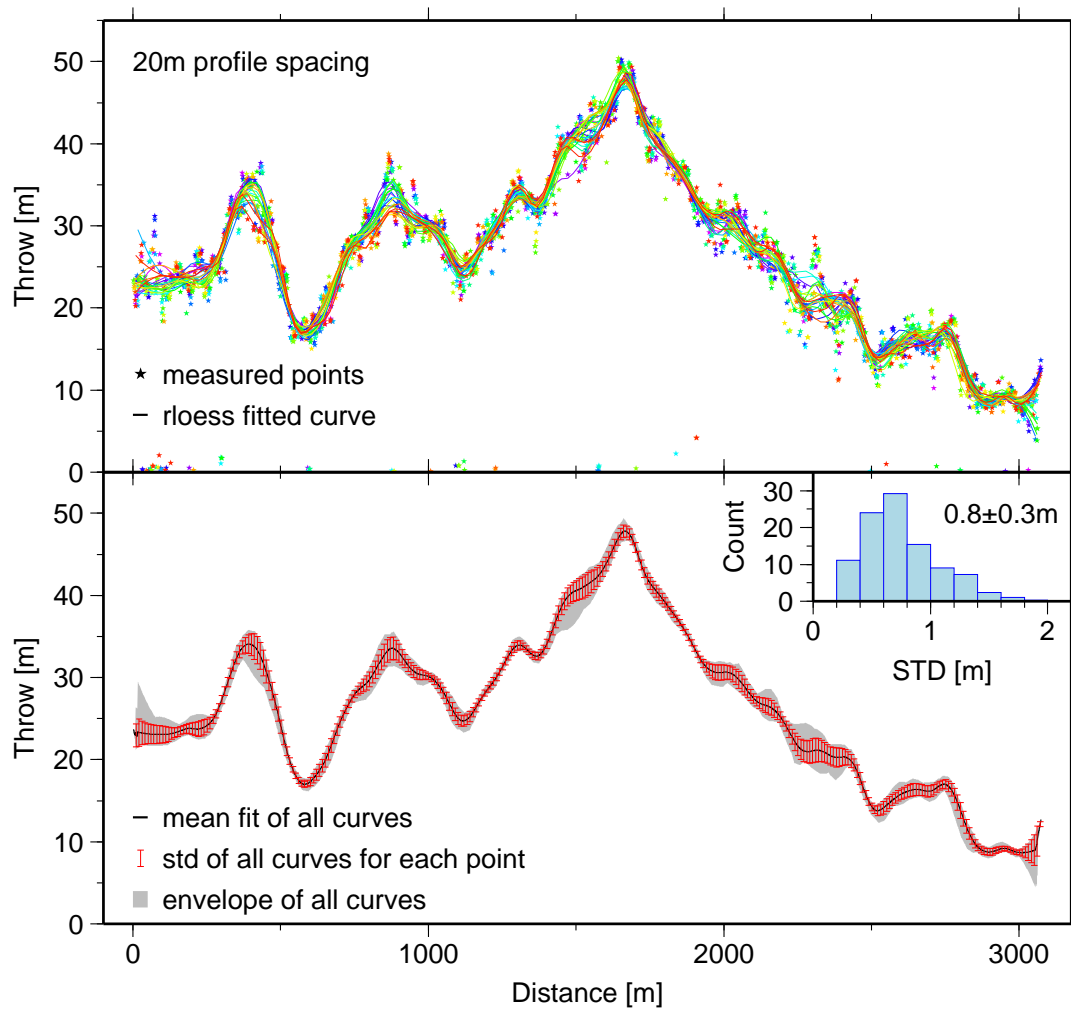 50
20m profile spacing
40
Throw [m]
30
20
measured points
10
rloess fitted curve
0
50
30
0.8±0.3m
20
Count
10
40
0
0
1
2
STD [m]
Throw [m]
30
20
mean fit of all curves
10
std of all curves for each point
envelope of all curves
0
0
1000
2000
3000
Distance [m]